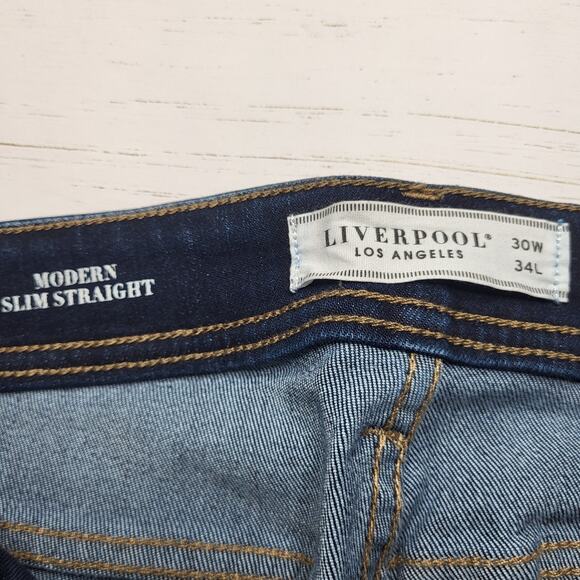 MODERN
SLIM STRAIGHT
LIVERPOOL®
LOS ANGELES
30W
34L